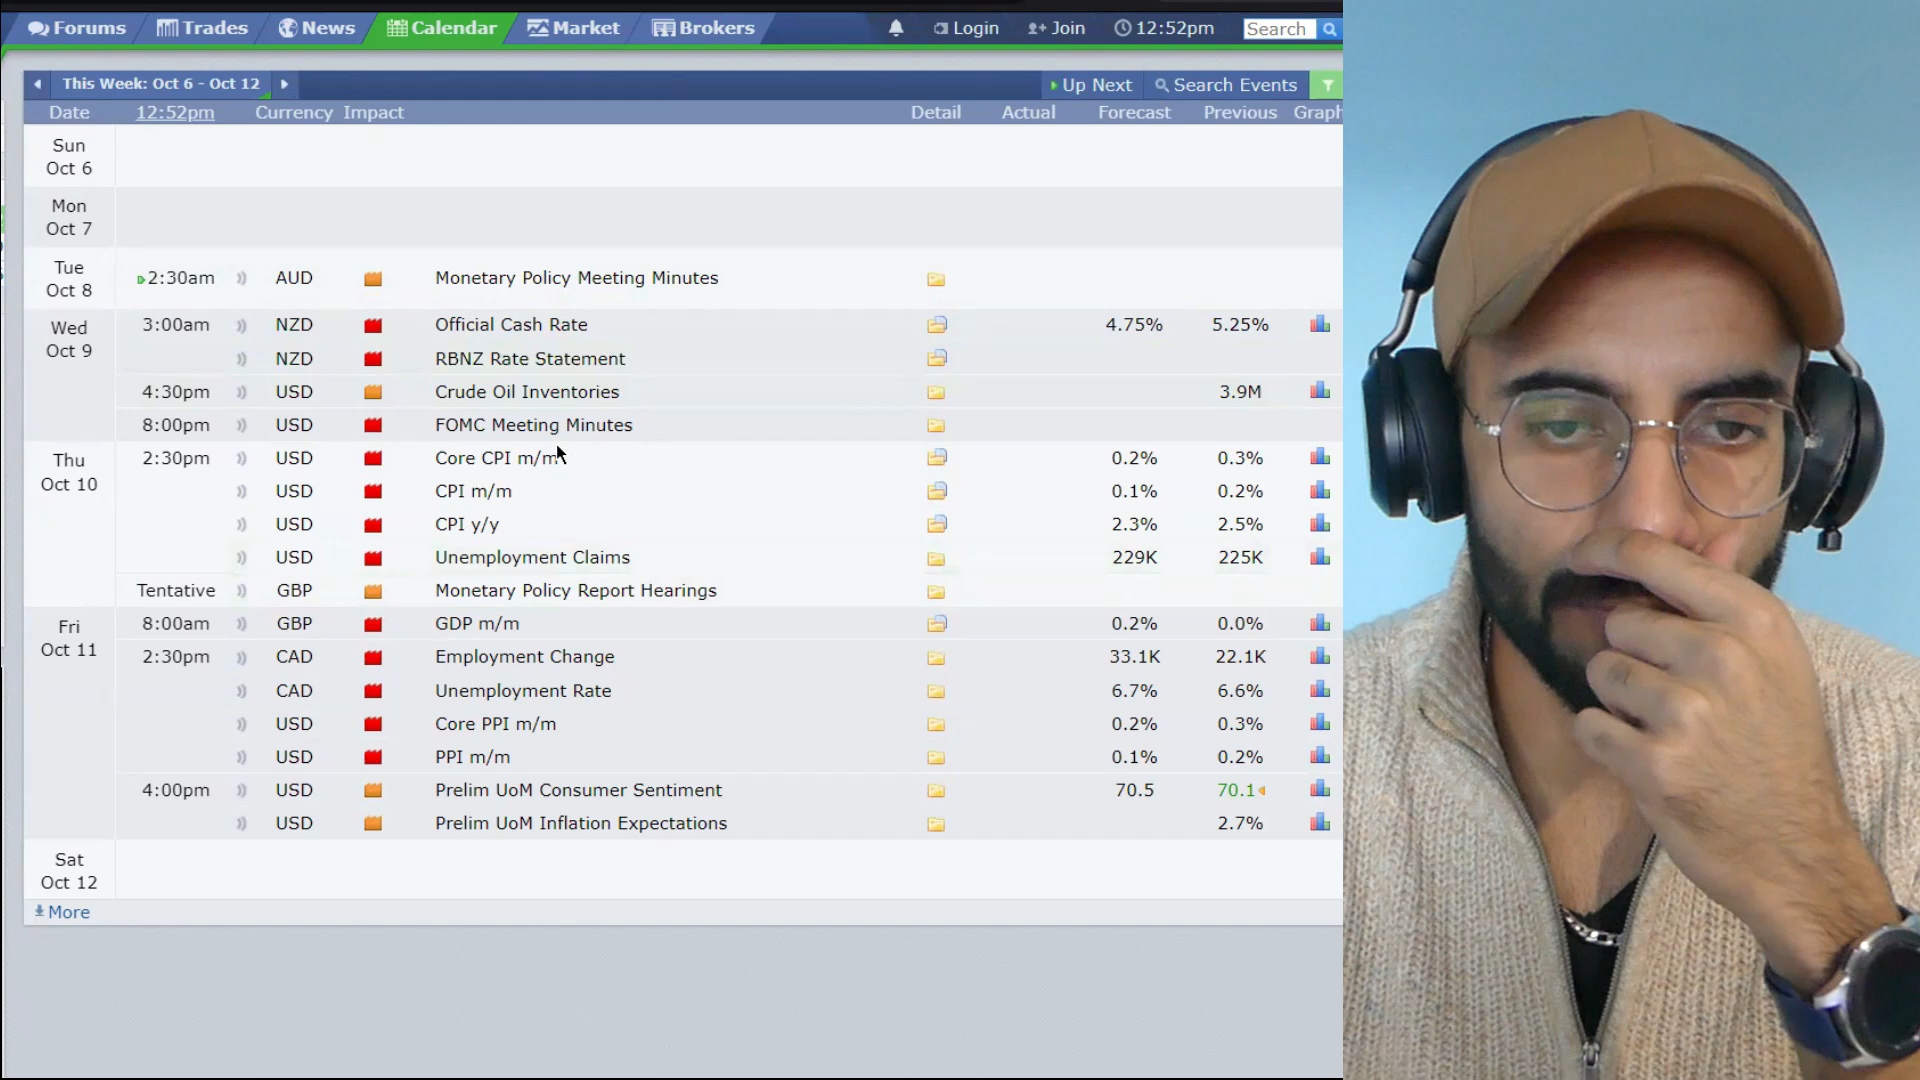 Forums Trades News Calendar Market Brokers Login Join 12:52pm Search
This Week: Oct 6 - Oct 12 Up Next Search Events
Date 12:52pm Currency Impact Detail Actual Forecast Previous Graph
Sun
Oct 6
Mon
Oct 7
Tue
Oct 8
2:30am AUD Monetary Policy Meeting Minutes
Wed
Oct 9
3:00am NZD Official Cash Rate 4.75% 5.25%
NZD RBNZ Rate Statement
4:30pm USD Crude Oil Inventories 3.9M
8:00pm USD FOMC Meeting Minutes
Thu
Oct 10
2:30pm USD Core CPI m/m 0.2% 0.3%
USD CPI m/m 0.1% 0.2%
USD CPI y/y 2.3% 2.5%
USD Unemployment Claims 229K 225K
Tentative GBP Monetary Policy Report Hearings
Fri
Oct 11
8:00am GBP GDP m/m 0.2% 0.0%
2:30pm CAD Employment Change 33.1K 22.1K
CAD Unemployment Rate 6.7% 6.6%
USD Core PPI m/m 0.2% 0.3%
USD PPI m/m 0.1% 0.2%
4:00pm USD Prelim UoM Consumer Sentiment 70.5 70.1
USD Prelim UoM Inflation Expectations 2.7%
Sat
Oct 12
More